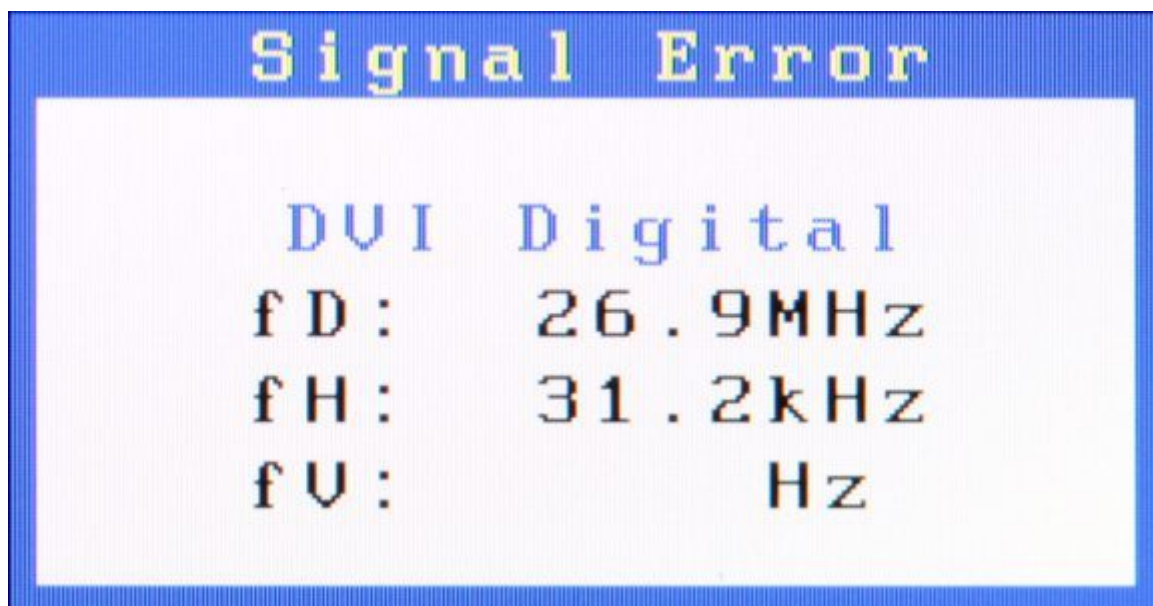 Signal Error
DVI Digital
fD: 26.9MHz
fH: 31.2kHz
fV: Hz